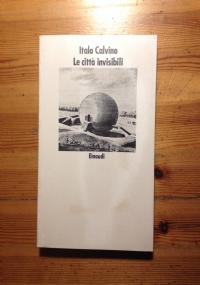 Italo Calvino
Le città invisibili
Einaudi